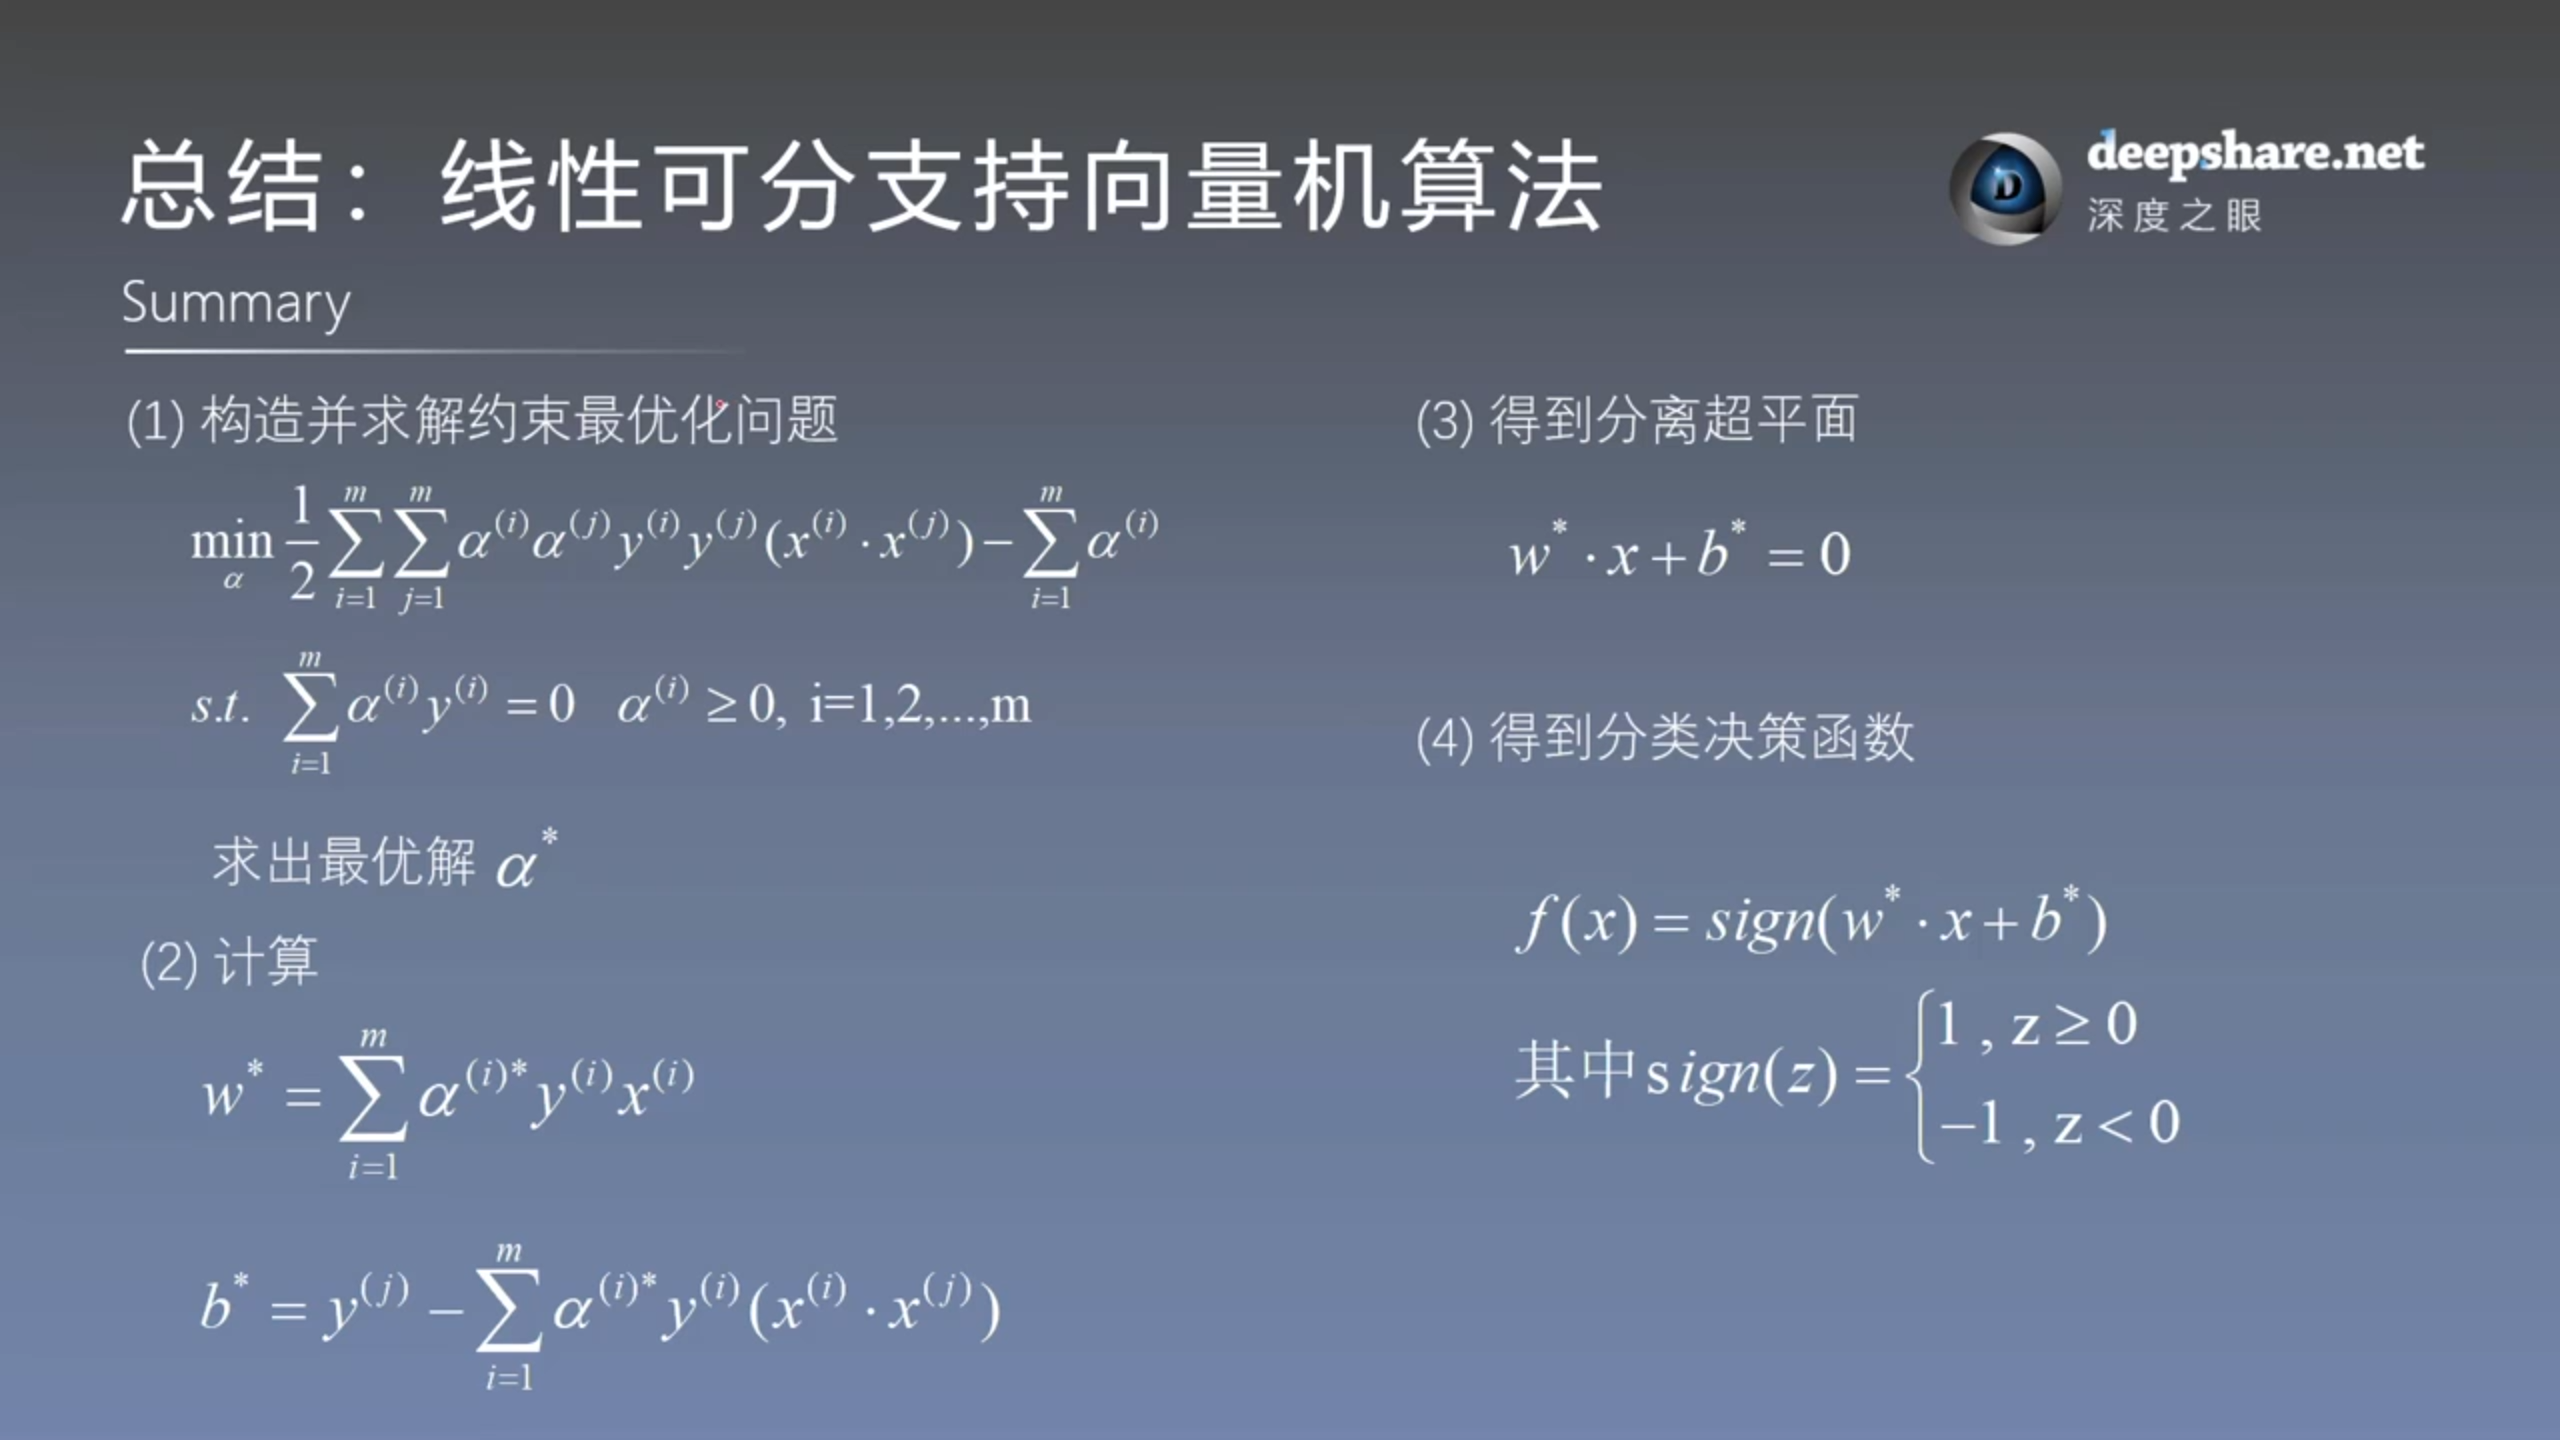 总结：线性可分支持向量机算法
deepshare.net
深度之眼
Summary
(1) 构造并求解约束最优化问题
$\min_{\alpha} \frac{1}{2} \sum_{i=1}^{m} \sum_{j=1}^{m} \alpha^{(i)} \alpha^{(j)} y^{(i)} y^{(j)} (x^{(i)} \cdot x^{(j)}) - \sum_{i=1}^{m} \alpha^{(i)}$
$s.t. \sum_{i=1}^{m} \alpha^{(i)} y^{(i)} = 0 \quad \alpha^{(i)} \geq 0, \text{i=1,2,...,m}$
求出最优解 $\alpha^{*}$
(2) 计算
$w^{*} = \sum_{i=1}^{m} \alpha^{(i)*} y^{(i)} x^{(i)}$
$b^{*} = y^{(j)} - \sum_{i=1}^{m} \alpha^{(i)*} y^{(i)} (x^{(i)} \cdot x^{(j)})$
(3) 得到分离超平面
$w^{*} \cdot x + b^{*} = 0$
(4) 得到分类决策函数
$f(x) = sign(w^{*} \cdot x + b^{*})$
其中 $sign(z) = \begin{cases} 1, z \geq 0 \\ -1, z < 0 \end{cases}$